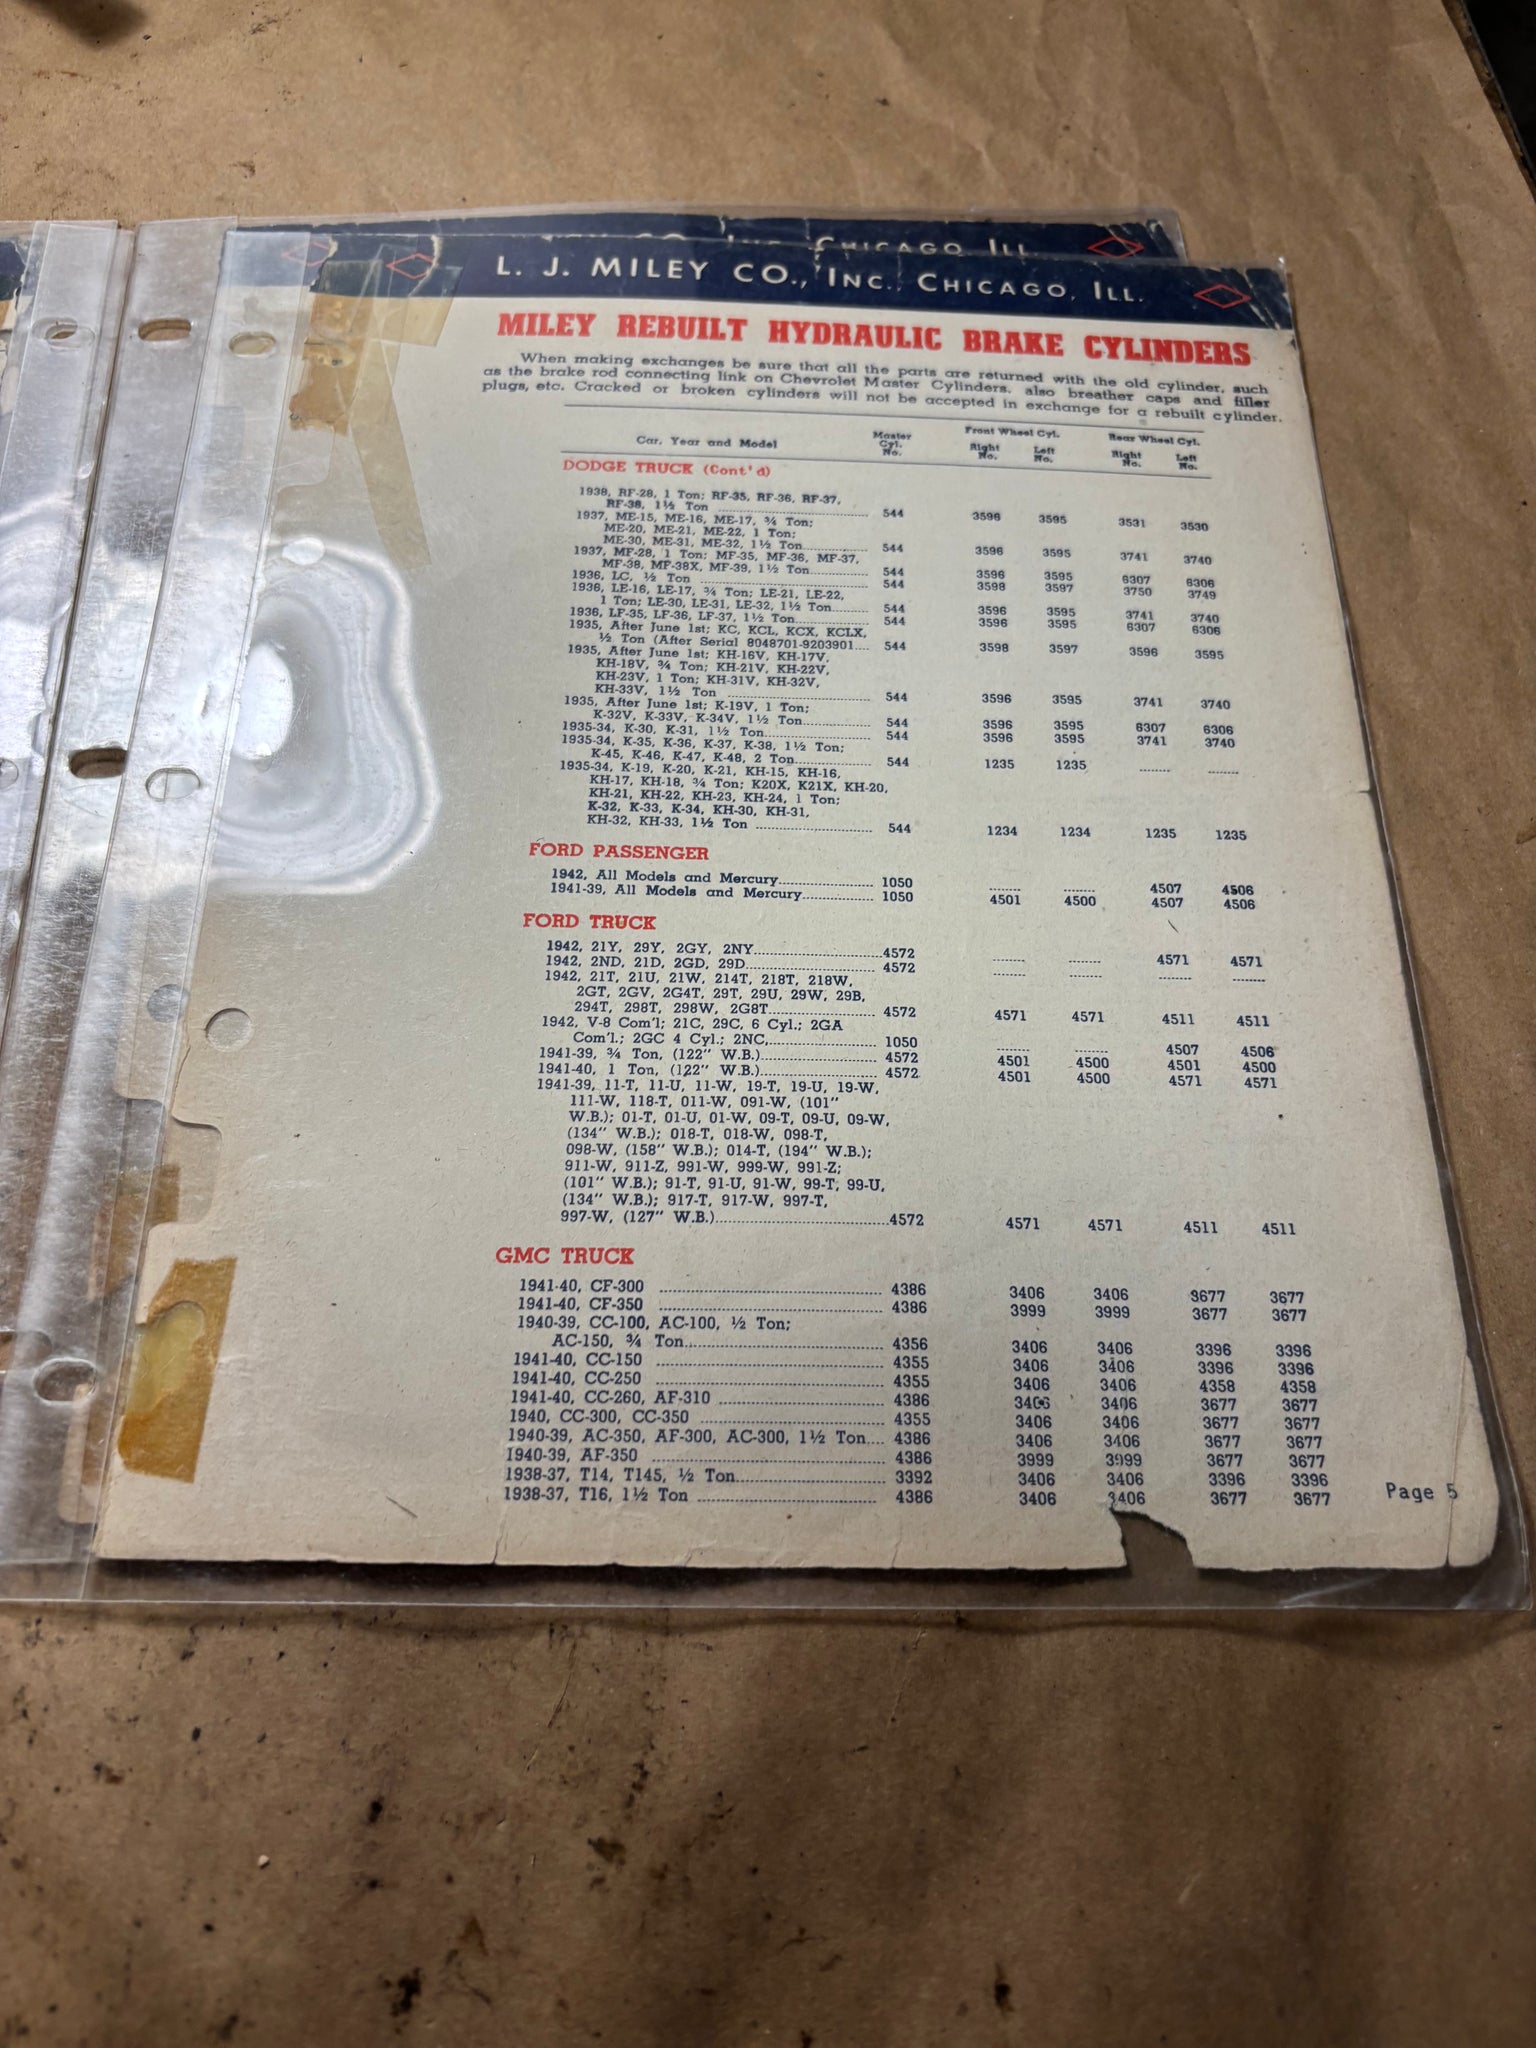 CO., INC., CHICAGO, ILL.
L. J. MILEY CO., INC., CHICAGO, ILL.
MILEY REBUILT HYDRAULIC BRAKE CYLINDERS
When making exchanges be sure that all the parts are returned with the old cylinder, such
as the brake rod connecting link on Chevrolet Master Cylinders, also breather caps and filler
plugs, etc. Cracked or broken cylinders will not be accepted in exchange for a rebuilt cylinder.
Car, Year and Model Master Cyl. No. Front Wheel Cyl. Right No. Left No. Rear Wheel Cyl. Right No. Left No.
DODGE TRUCK (Cont'd)
1938, RF-28, 1 Ton; RF-35, RF-36, RF-37,
RF-38, 1½ Ton 544 3596 3595 3531 3530
1937, ME-15, ME-16, ME-17, ¾ Ton;
ME-20, ME-21, ME-22, 1 Ton;
ME-30, ME-31, ME-32, 1½ Ton 544 3596 3595 3741 3740
1937, MF-28, 1 Ton; MF-35, MF-36, MF-37,
MF-38, MF-38X, MF-39, 1½ Ton 544 3596 3595 6307 6306
1936, LC, ½ Ton 544 3598 3597 3750 3749
1936, LE-16, LE-17, ¾ Ton; LE-21, LE-22,
1 Ton; LE-30, LE-31, LE-32, 1½ Ton 544 3596 3595 3741 3740
1936, LF-35, LF-36, LF-37, 1½ Ton 544 3596 3595 6307 6306
1935, After June 1st; KC, KCL, KCX, KCLX,
½ Ton (After Serial 8048701-9203901 544 3598 3597 3596 3595
1935, After June 1st; KH-16V, KH-17V,
KH-18V, ¾ Ton; KH-21V, KH-22V,
KH-23V, 1 Ton; KH-31V, KH-32V,
KH-33V, 1½ Ton 544 3596 3595 3741 3740
1935, After June 1st; K-19V, 1 Ton;
K-32V, K-33V, K-34V, 1½ Ton 544 3596 3595 6307 6306
1935-34, K-30, K-31, 1½ Ton 544 3596 3595 3741 3740
1935-34, K-35, K-36, K-37, K-38, 1½ Ton;
K-45, K-46, K-47, K-48, 2 Ton 544 1235 1235 ........ ........
1935-34, K-19, K-20, K-21, KH-15, KH-16,
KH-17, KH-18, ¾ Ton; K20X, K21X, KH-20,
KH-21, KH-22, KH-23, KH-24, 1 Ton;
K-32, K-33, K-34, KH-30, KH-31,
KH-32, KH-33, 1½ Ton 544 1234 1234 1235 1235
FORD PASSENGER
1942, All Models and Mercury 1050 ........ ........ 4507 4506
1941-39, All Models and Mercury 1050 4501 4500 4507 4506
FORD TRUCK
1942, 21Y, 29Y, 2GY, 2NY 4572 ........ ........ 4571 4571
1942, 2ND, 21D, 2GD, 29D 4572 ........ ........ ........ ........
1942, 21T, 21U, 21W, 214T, 218T, 218W,
2GT, 2GV, 2G4T, 29T, 29U, 29W, 29B,
294T, 298T, 298W, 2G8T 4572 4571 4571 4511 4511
1942, V-8 Com'l; 21C, 29C, 6 Cyl.; 2GA
Com'l.; 2GC 4 Cyl.; 2NC, 1050 ........ ........ 4507 4506
1941-39, ¾ Ton, (122" W.B.) 4572 4501 4500 4501 4500
1941-40, 1 Ton, (122" W.B.) 4572 4501 4500 4571 4571
1941-39, 11-T, 11-U, 11-W, 19-T, 19-U, 19-W,
111-W, 118-T, 011-W, 091-W, (101"
W.B.); 01-T, 01-U, 01-W, 09-T, 09-U, 09-W,
(134" W.B.); 018-T, 018-W, 098-T,
098-W, (158" W.B.); 014-T, (194" W.B.);
911-W, 911-Z, 991-W, 999-W, 991-Z;
(101" W.B.); 91-T, 91-U, 91-W, 99-T; 99-U,
(134" W.B.); 917-T, 917-W, 997-T,
997-W, (127" W.B.) 4572 4571 4571 4511 4511
GMC TRUCK
1941-40, CF-300 4386 3406 3406 3677 3677
1941-40, CF-350 4386 3999 3999 3677 3677
1940-39, CC-100, AC-100, ½ Ton;
AC-150, ¾ Ton 4356 3406 3406 3396 3396
1941-40, CC-150 4355 3406 3406 3396 3396
1941-40, CC-250 4355 3406 3406 4358 4358
1941-40, CC-260, AF-310 4386 3406 3406 3677 3677
1940, CC-300, CC-350 4355 3406 3406 3677 3677
1940-39, AC-350, AF-300, AC-300, 1½ Ton 4386 3406 3406 3677 3677
1940-39, AF-350 4386 3999 3999 3677 3677
1938-37, T14, T145, ½ Ton 3392 3406 3406 3396 3396
1938-37, T16, 1½ Ton 4386 3406 3406 3677 3677
Page 5